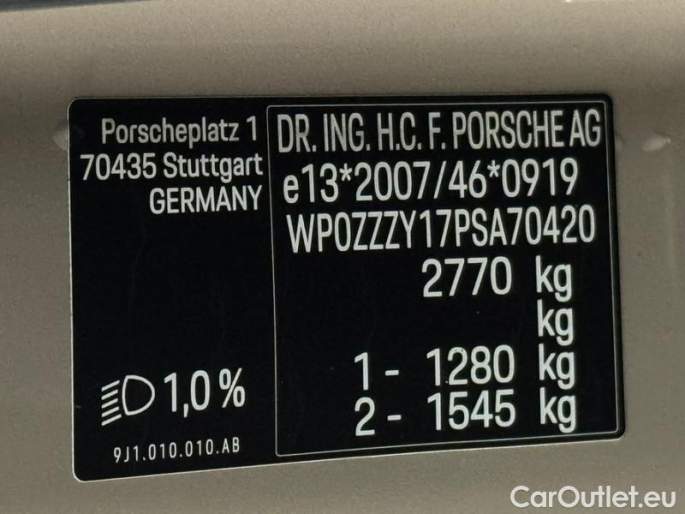 Porscheplatz 1
70435 Stuttgart
GERMANY
1,0 %
9J1.010.010.AB
DR. ING. H.C. F. PORSCHE AG
e13*2007/46*0919
WP0ZZZY17PSA70420
2770 kg
kg
1 - 1280 kg
2 - 1545 kg
CarOutlet.eu